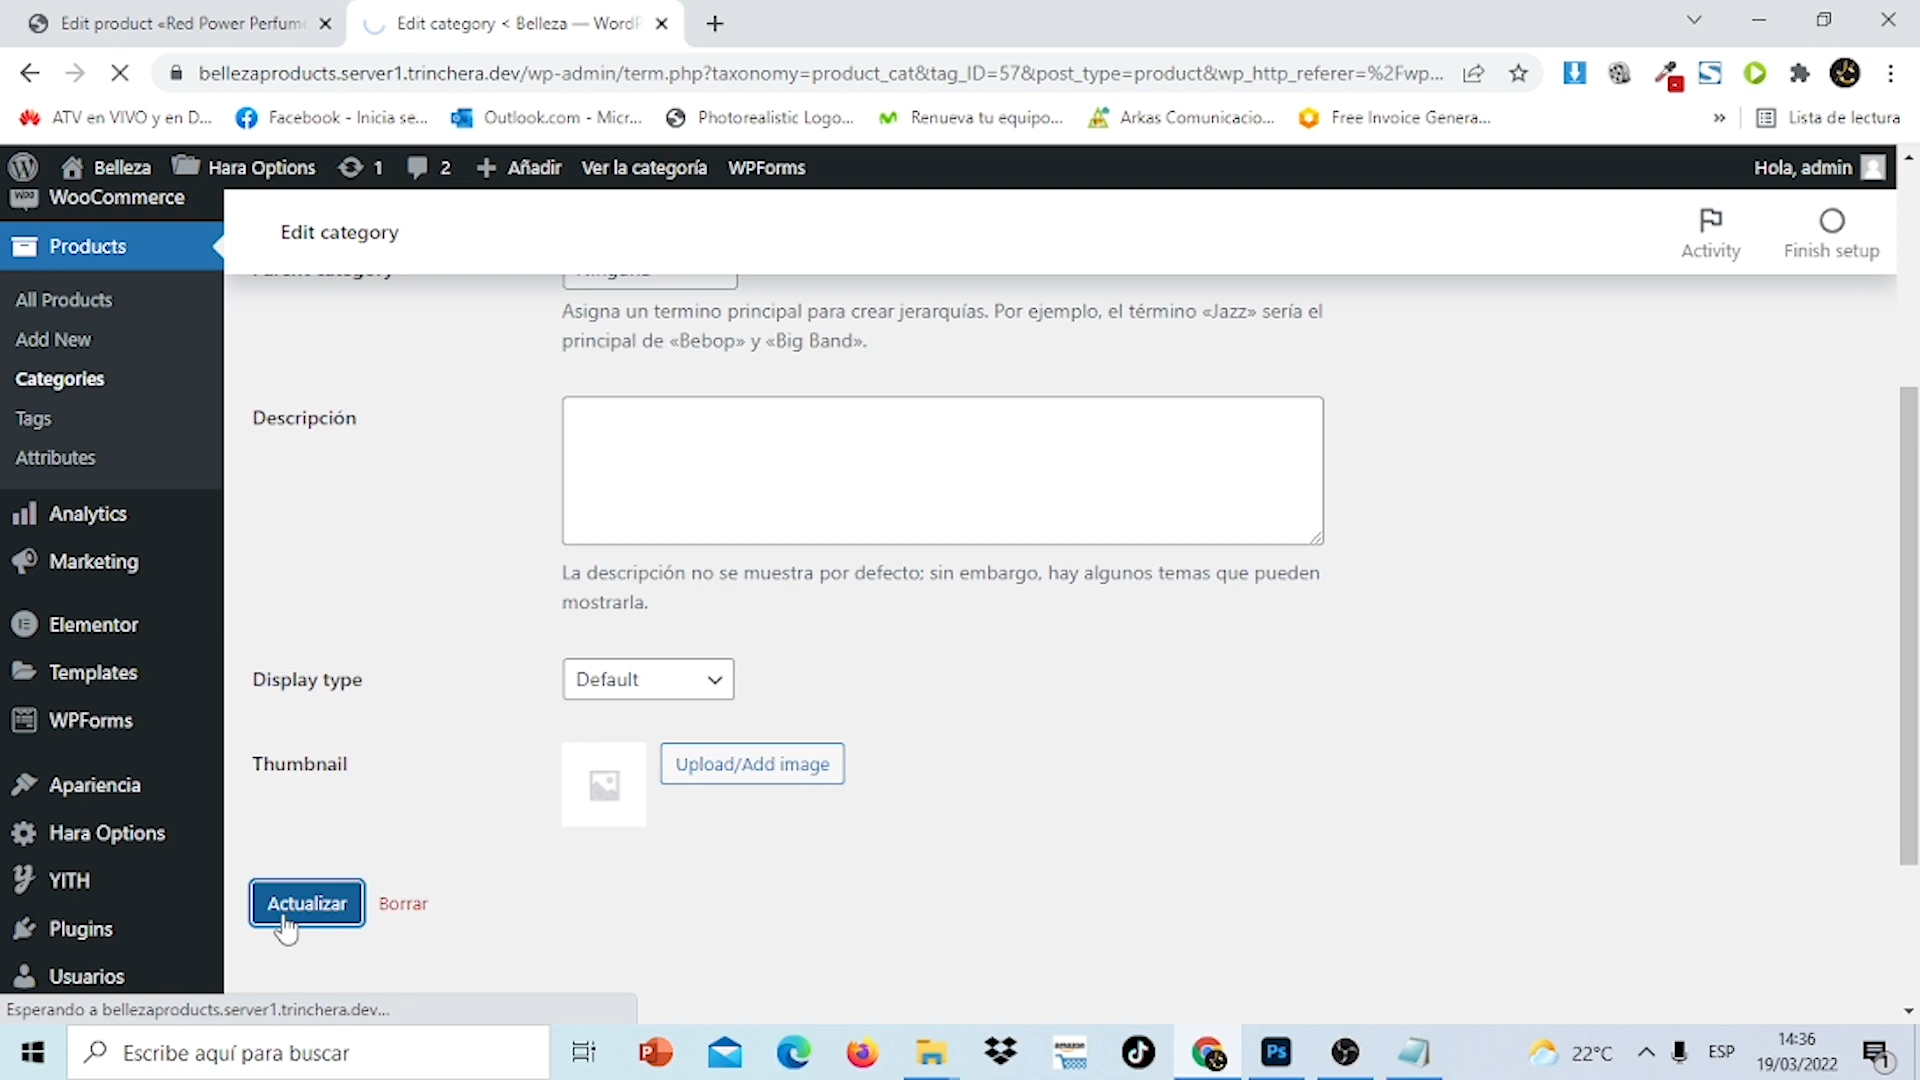 Edit product «Red Power Perfume
Edit category < Belleza — WordP
bellezaproducts.server1.trinchera.dev/wp-admin/term.php?taxonomy=product_cat&tag_ID=57&post_type=product&wp_http_referer=%2Fwp...
ATV en VIVO y en D...
Facebook - Inicia se...
Outlook.com - Micr...
Photorealistic Logo...
Renueva tu equipo...
Arkas Comunicacio...
Free Invoice Genera...
»
Lista de lectura
Belleza
Hara Options
1
2
Añadir
Ver la categoría
WPForms
Hola, admin
WooCommerce
Edit category
Activity
Finish setup
Products
All Products
Add New
Categories
Tags
Attributes
Analytics
Marketing
Elementor
Templates
WPForms
Apariencia
Hara Options
YITH
Plugins
Usuarios
Asigna un termino principal para crear jerarquías. Por ejemplo, el término «Jazz» sería el
principal de «Bebop» y «Big Band».
Descripción
La descripción no se muestra por defecto; sin embargo, hay algunos temas que pueden
mostrarla.
Display type
Default
Thumbnail
Upload/Add image
Actualizar
Borrar
Esperando a bellezaproducts.server1.trinchera.dev...
Escribe aquí para buscar
amazon
Ps
22°C
ESP
14:36
19/03/2022
1